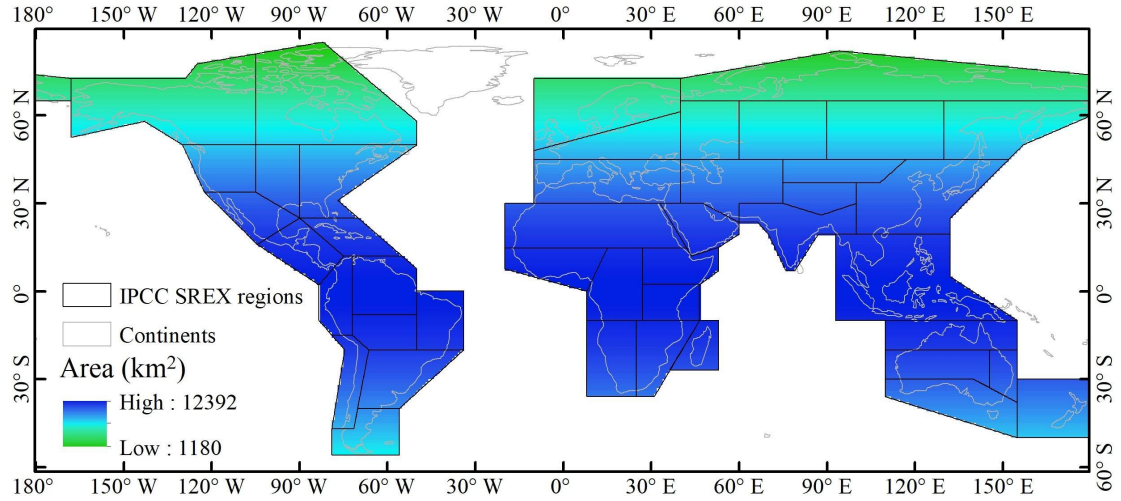 180° 150° W 120° W 90° W 60° W 30° W 0° 30° E 60° E 90° E 120° E 150° E
60° N 60° N
30° N 30° N
0° 0°
30° S 30° S
60° S
IPCC SREX regions
Continents
Area (km²)
High : 12392
Low : 1180
180° 150° W 120° W 90° W 60° W 30° W 0° 30° E 60° E 90° E 120° E 150° E